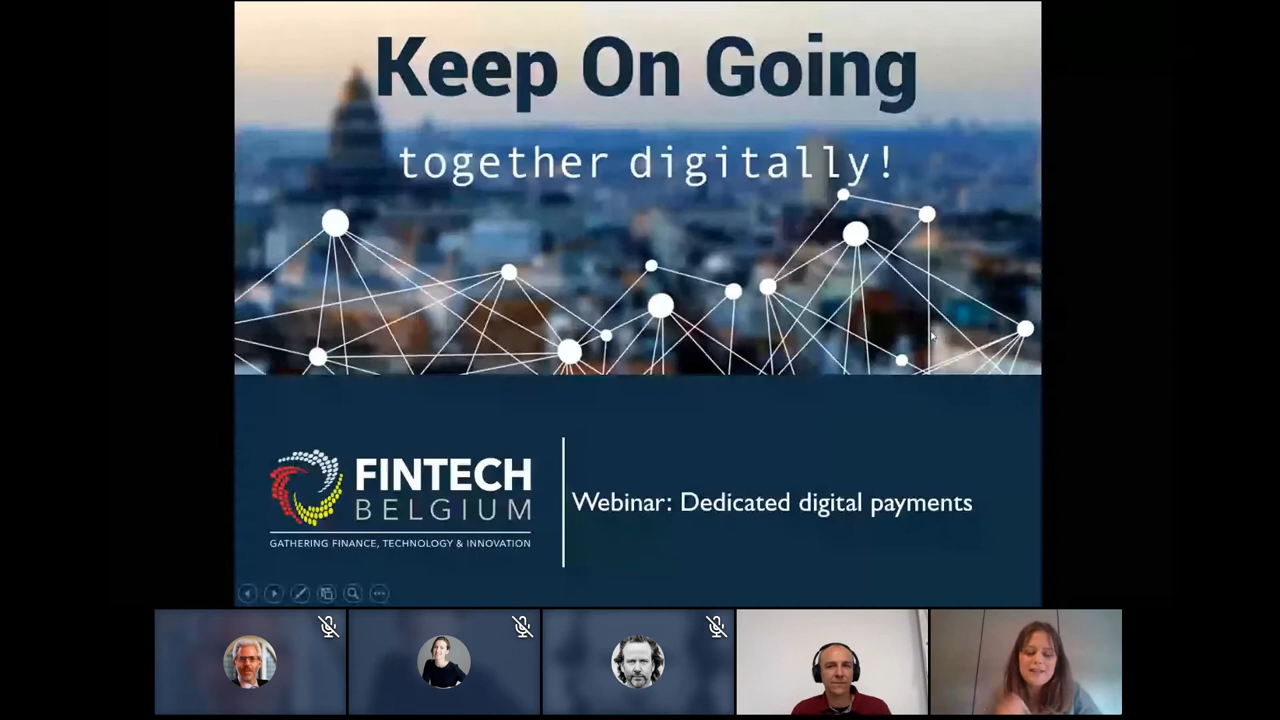 Keep On Going
together digitally!
FINTECH
BELGIUM
GATHERING FINANCE, TECHNOLOGY & INNOVATION
Webinar: Dedicated digital payments